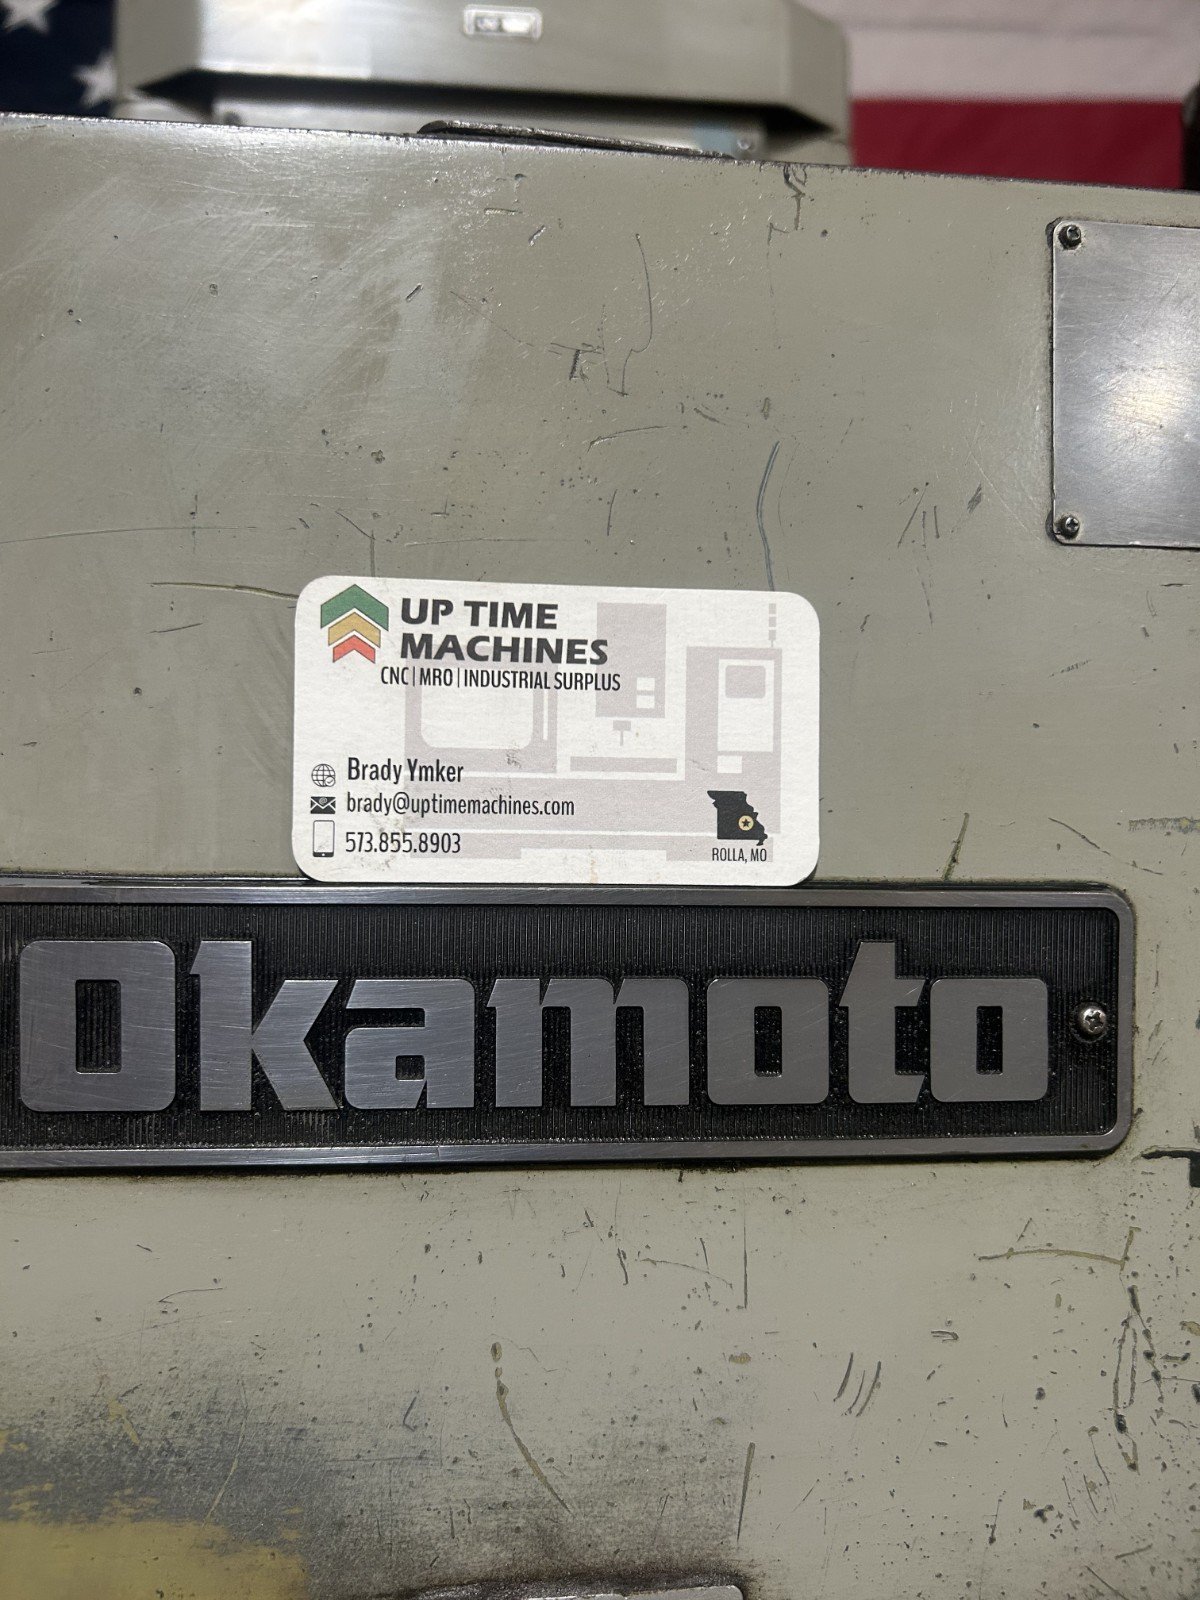 UP TIME
MACHINES
CNC | MRO | INDUSTRIAL SURPLUS
Brady Ymker
brady@uptimemachines.com
573.855.8903
ROLLA, MO
Okamoto